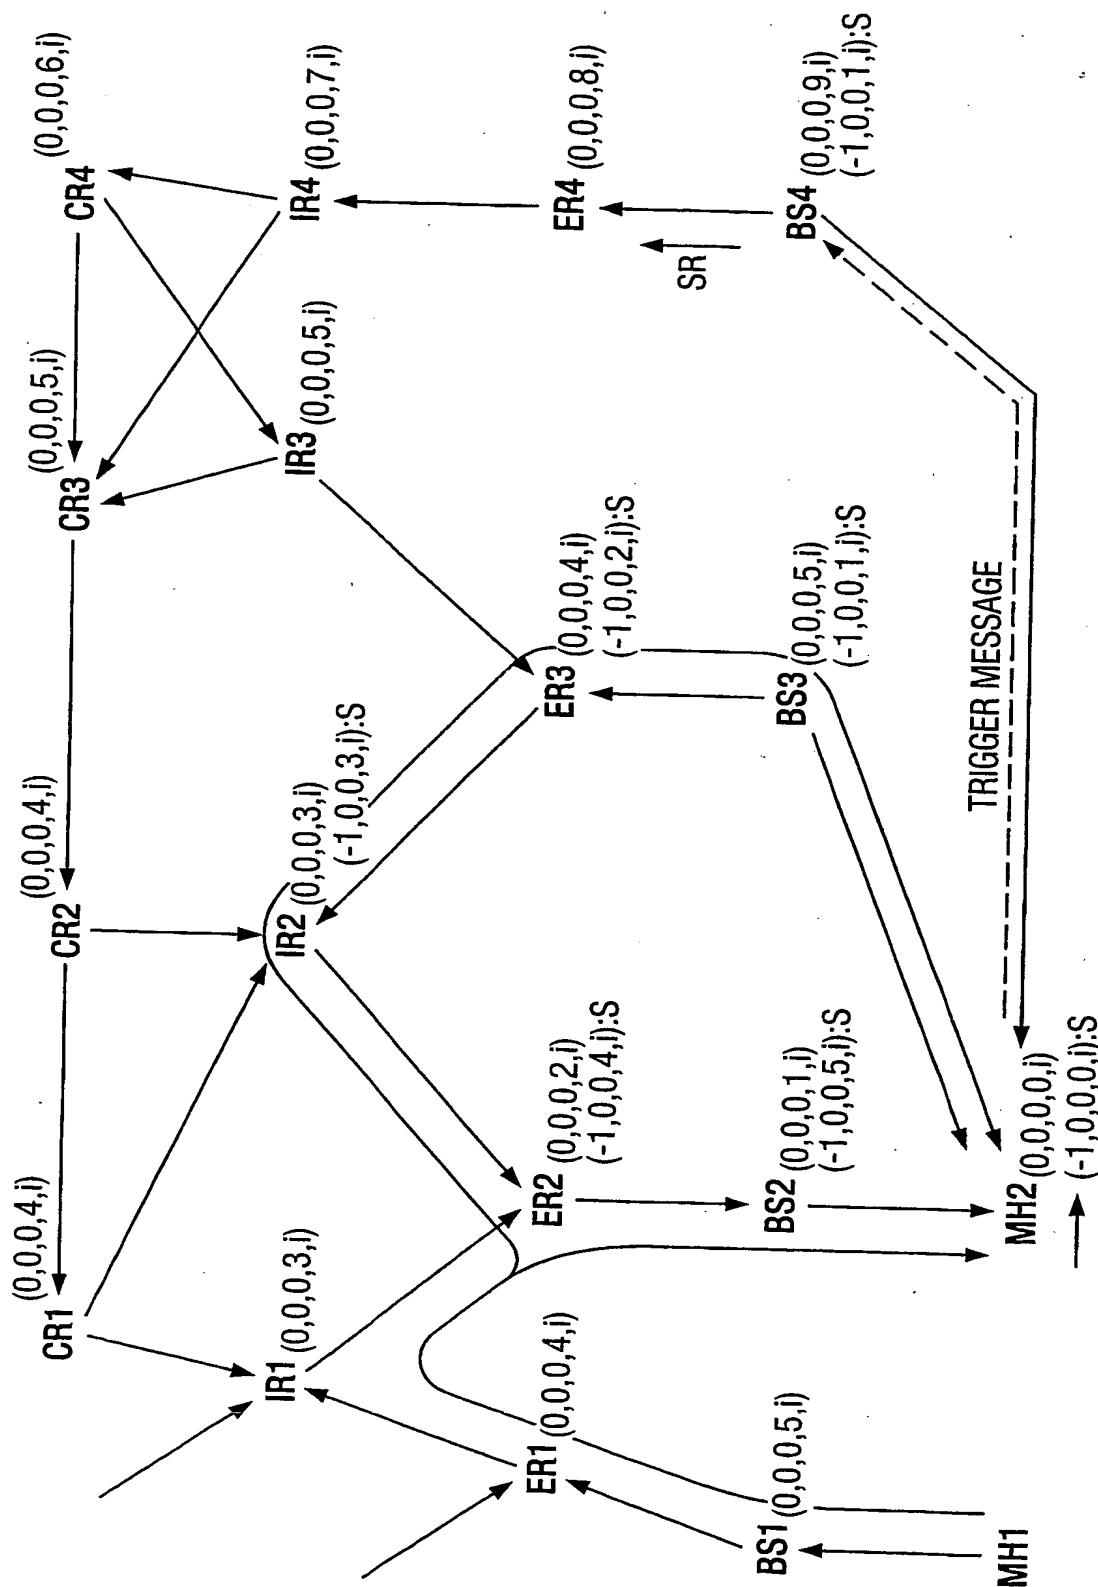 CR1 (0,0,0,4,i)
CR2 (0,0,0,4,i)
CR3 (0,0,0,5,i)
CR4 (0,0,0,6,i)
IR1 (0,0,0,3,i)
IR2 (0,0,0,3,i)
(-1,0,0,3,i):S
IR3 (0,0,0,5,i)
IR4 (0,0,0,7,i)
ER1 (0,0,0,4,i)
ER2 (0,0,0,2,i)
(-1,0,0,4,i):S
ER3 (0,0,0,4,i)
(-1,0,0,2,i):S
ER4 (0,0,0,8,i)
SR
BS1 (0,0,0,5,i)
BS2 (0,0,0,1,i)
(-1,0,0,5,i):S
BS3 (0,0,0,5,i)
(-1,0,0,1,i):S
BS4 (0,0,0,9,i)
(-1,0,0,1,i):S
TRIGGER MESSAGE
MH1
MH2 (0,0,0,0,i)
(-1,0,0,0,i):S